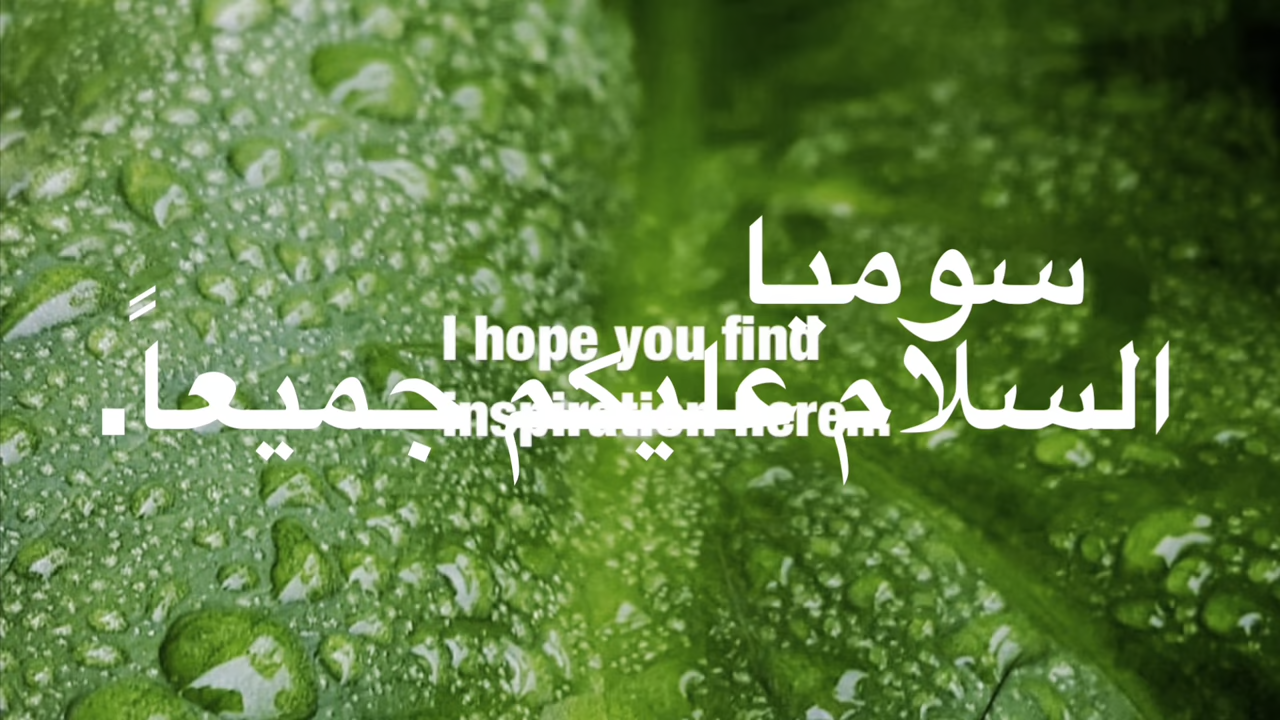 سوميا
I hope you find
السلام عليكم جميعاً.
inspiration here...